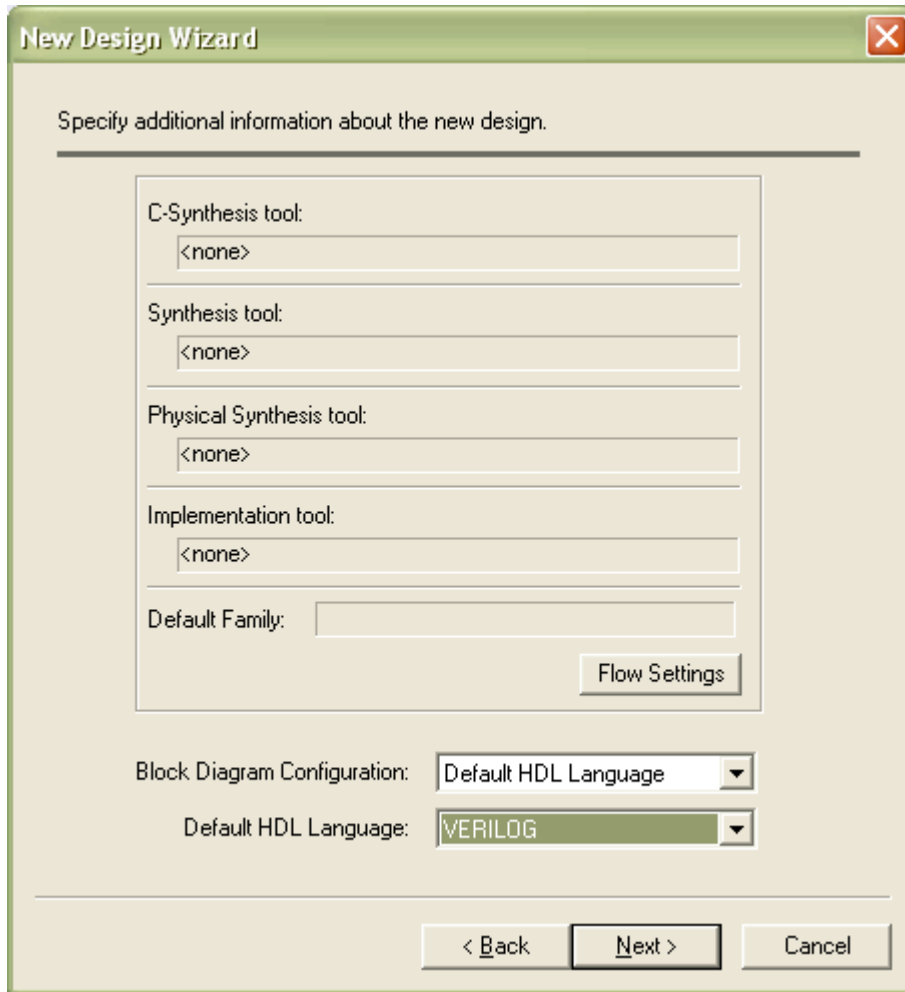 New Design Wizard
Specify additional information about the new design.
C-Synthesis tool:
<none>
Synthesis tool:
<none>
Physical Synthesis tool:
<none>
Implementation tool:
<none>
Default Family:
Flow Settings
Block Diagram Configuration: Default HDL Language
Default HDL Language: VERILOG
< Back Next > Cancel